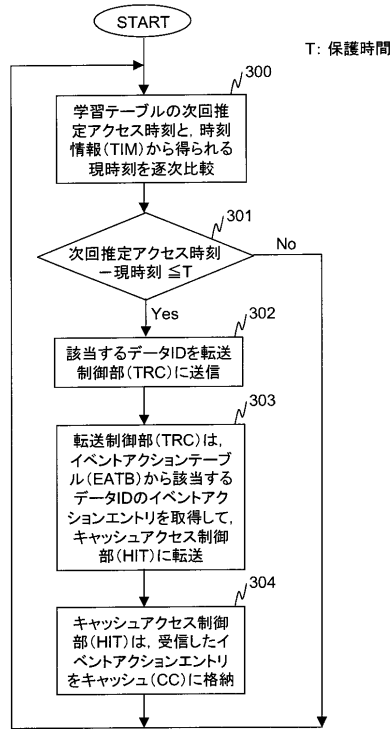 START
T: 保護時間
300
学習テーブルの次回推
定アクセス時刻と，時刻
情報(TIM)から得られる
現時刻を逐次比較
301
次回推定アクセス時刻
ー現時刻 ≦T
No
Yes
302
該当するデータIDを転送
制御部(TRC)に送信
303
転送制御部(TRC)は，
イベントアクションテーブ
ル(EATB)から該当する
データIDのイベントアク
ションエントリを取得して，
キャッシュアクセス制御
部(HIT)に転送
304
キャッシュアクセス制御
部(HIT)は，受信したイ
ベントアクションエントリ
をキャッシュ(CC)に格納